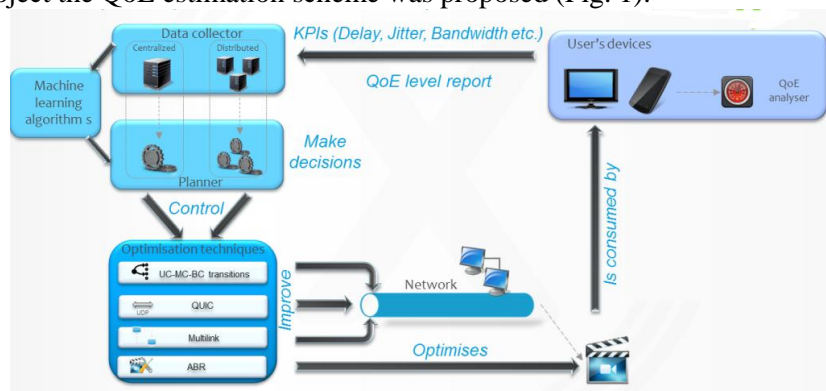 oject the QoE estimation scheme was proposed (Fig. 1).
Data collector
Centralized
Distributed
KPIs (Delay, Jitter, Bandwidth etc.)
QoE level report
User's devices
QoE
analyser
Machine
learning
algorithm s
Make
decisions
Planner
Control
Is consumed by
Optimisation techniques
UC-MC-BC transitions
UDP
QUIC
Multilink
ABR
Improve
Network
Optimises